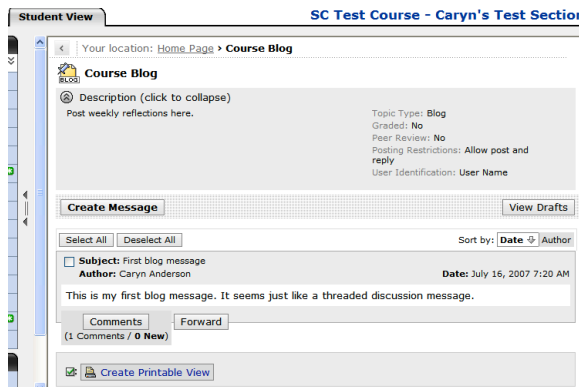 Student View
SC Test Course - Caryn's Test Section
Your location: Home Page › Course Blog
BLOG Course Blog
Description (click to collapse)
Post weekly reflections here.
Topic Type: Blog
Graded: No
Peer Review: No
Posting Restrictions: Allow post and
reply
User Identification: User Name
Create Message View Drafts
Select All Deselect All Sort by: Date Author
Subject: First blog message
Author: Caryn Anderson Date: July 16, 2007 7:20 AM
This is my first blog message. It seems just like a threaded discussion message.
Comments Forward
(1 Comments / 0 New)
Create Printable View